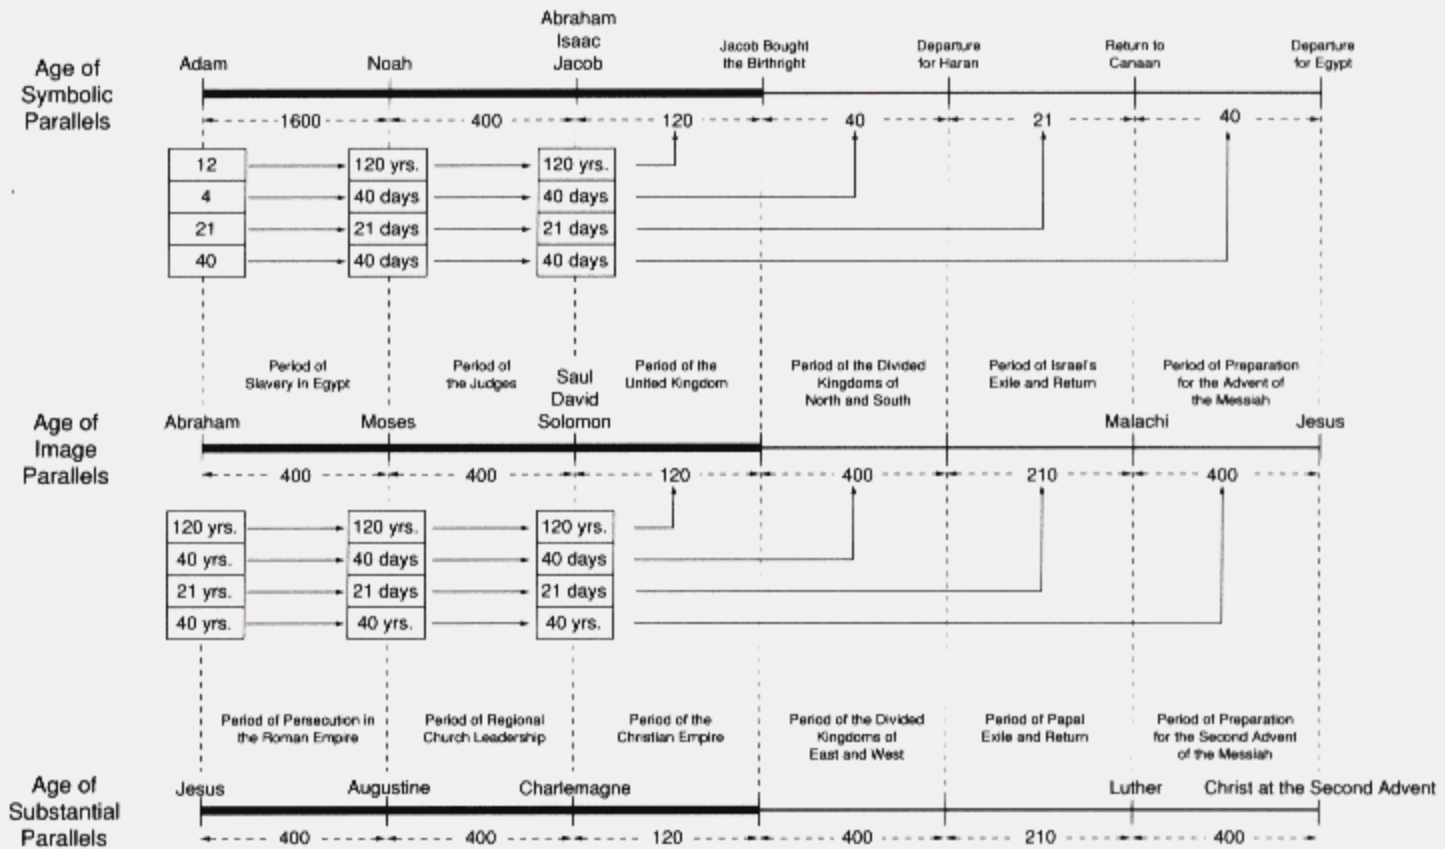 Age of
Symbolic
Parallels
Adam
Noah
Abraham
Isaac
Jacob
Jacob Bought
the Birthright
Departure
for Haran
Return to
Canaan
Departure
for Egypt
1600 400 120 40 21 40
12 120 yrs. 120 yrs.
4 40 days 40 days
21 21 days 21 days
40 40 days 40 days
Period of
Slavery in Egypt
Period of
the Judges
Period of the
United Kingdom
Period of the Divided
Kingdoms of
North and South
Period of Israel's
Exile and Return
Period of Preparation
for the Advent of
the Messiah
Age of
Image
Parallels
Abraham
Moses
Saul
David
Solomon
Malachi
Jesus
400 400 120 400 210 400
120 yrs. 120 yrs. 120 yrs.
40 yrs. 40 days 40 days
21 yrs. 21 days 21 days
40 yrs. 40 yrs. 40 yrs.
Period of Persecution in
the Roman Empire
Period of Regional
Church Leadership
Period of the
Christian Empire
Period of the Divided
Kingdoms of
East and West
Period of Papal
Exile and Return
Period of Preparation
for the Second Advent
of the Messiah
Age of
Substantial
Parallels
Jesus
Augustine
Charlemagne
Luther
Christ at the Second Advent
400 400 120 400 210 400